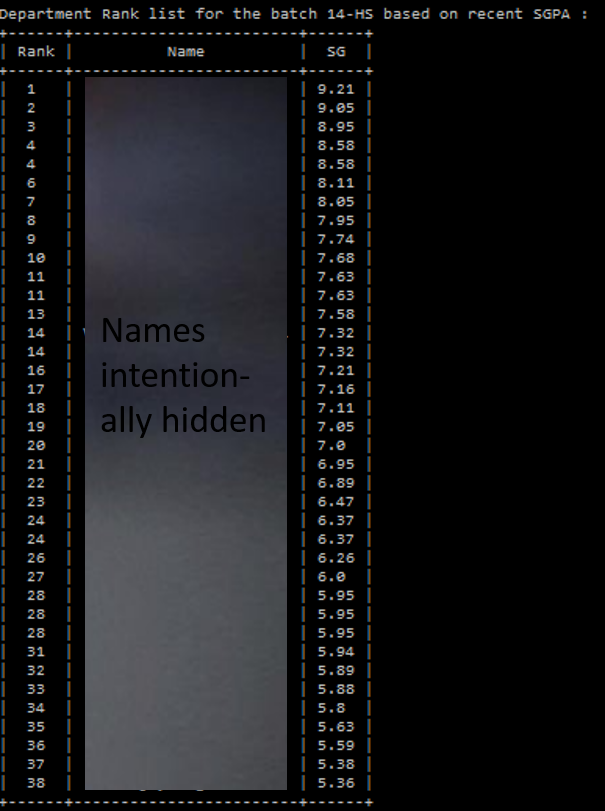 Department Rank list for the batch 14-HS based on recent SGPA :
+------+----------------------------+------+
| Rank | Name | SG |
+------+----------------------------+------+
| 1 | | 9.21 |
| 2 | | 9.05 |
| 3 | | 8.95 |
| 4 | | 8.58 |
| 4 | | 8.58 |
| 6 | | 8.11 |
| 7 | | 8.05 |
| 8 | | 7.95 |
| 9 | | 7.74 |
| 10 | | 7.68 |
| 11 | | 7.63 |
| 11 | | 7.63 |
| 13 | | 7.58 |
| 14 | Names | 7.32 |
| 14 | | 7.32 |
| 16 | intention- | 7.21 |
| 17 | | 7.16 |
| 18 | ally hidden | 7.11 |
| 19 | | 7.05 |
| 20 | | 7.0 |
| 21 | | 6.95 |
| 22 | | 6.89 |
| 23 | | 6.47 |
| 24 | | 6.37 |
| 24 | | 6.37 |
| 26 | | 6.26 |
| 27 | | 6.0 |
| 28 | | 5.95 |
| 28 | | 5.95 |
| 28 | | 5.95 |
| 31 | | 5.94 |
| 32 | | 5.89 |
| 33 | | 5.88 |
| 34 | | 5.8 |
| 35 | | 5.63 |
| 36 | | 5.59 |
| 37 | | 5.38 |
| 38 | | 5.36 |
+------+----------------------------+------+